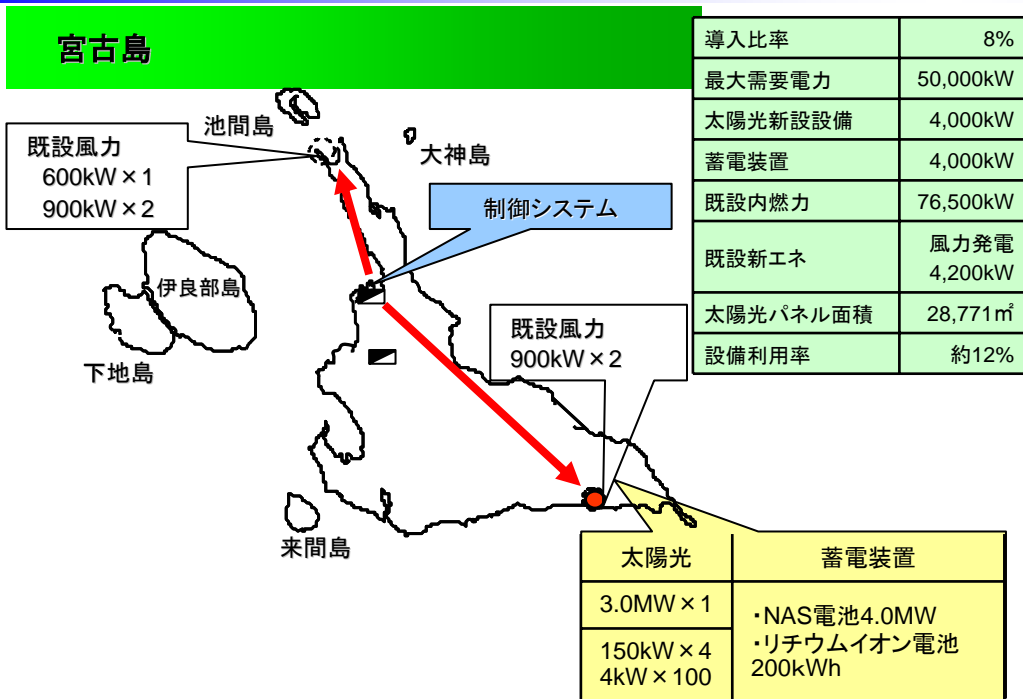 宮古島
導入比率 8%
最大需要電力 50,000kW
太陽光新設設備 4,000kW
蓄電装置 4,000kW
既設内燃力 76,500kW
既設新エネ 風力発電
4,200kW
太陽光パネル面積 28,771㎡
設備利用率 約12%
池間島
大神島
既設風力
600kW×1
900kW×2
制御システム
伊良部島
下地島
既設風力
900kW×2
来間島
太陽光 蓄電装置
3.0MW×1
150kW×4
4kW×100
・NAS電池4.0MW
・リチウムイオン電池
200kWh